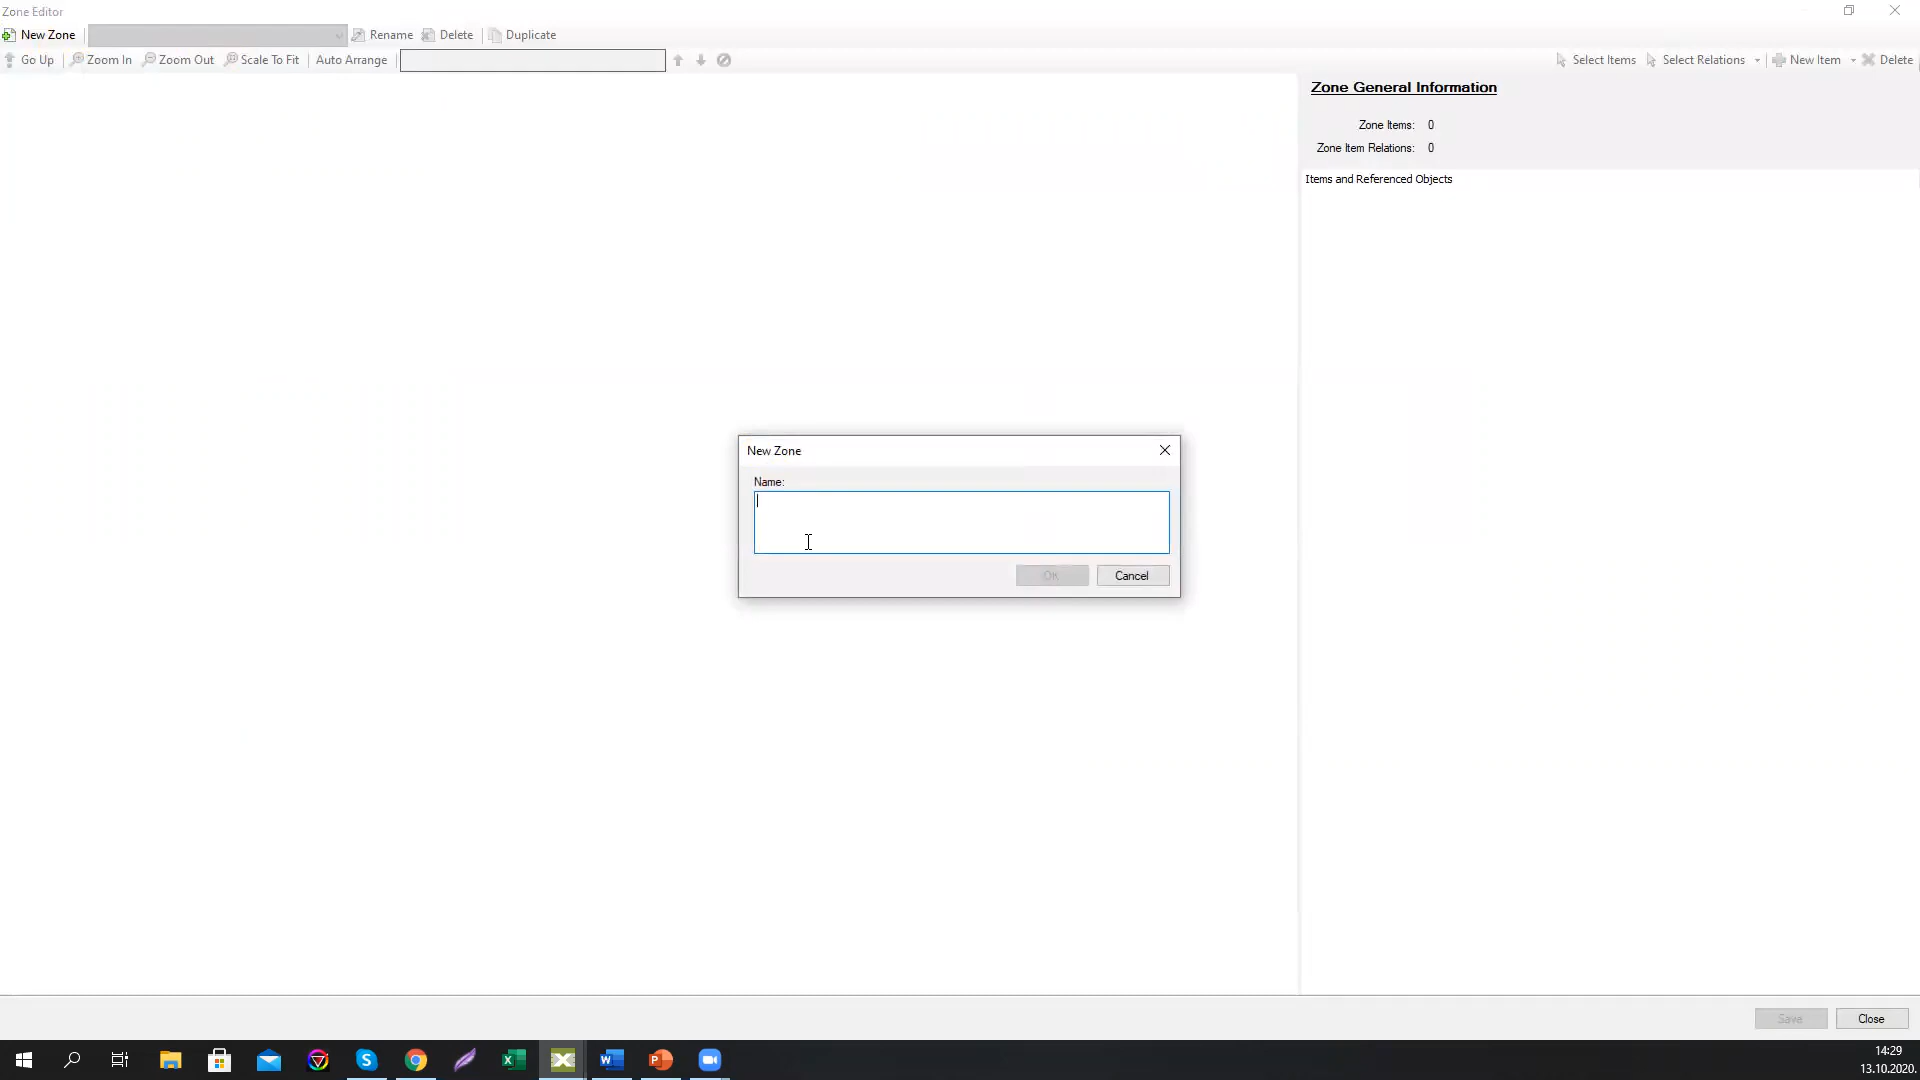 Zone Editor
New Zone Rename Delete Duplicate
Go Up Zoom In Zoom Out Scale To Fit Auto Arrange Select Items Select Relations New Item Delete
Zone General Information
Zone Items: 0
Zone Item Relations: 0
Items and Referenced Objects
New Zone
Name:
OK Cancel
Save Close
14:29
13.10.2020.